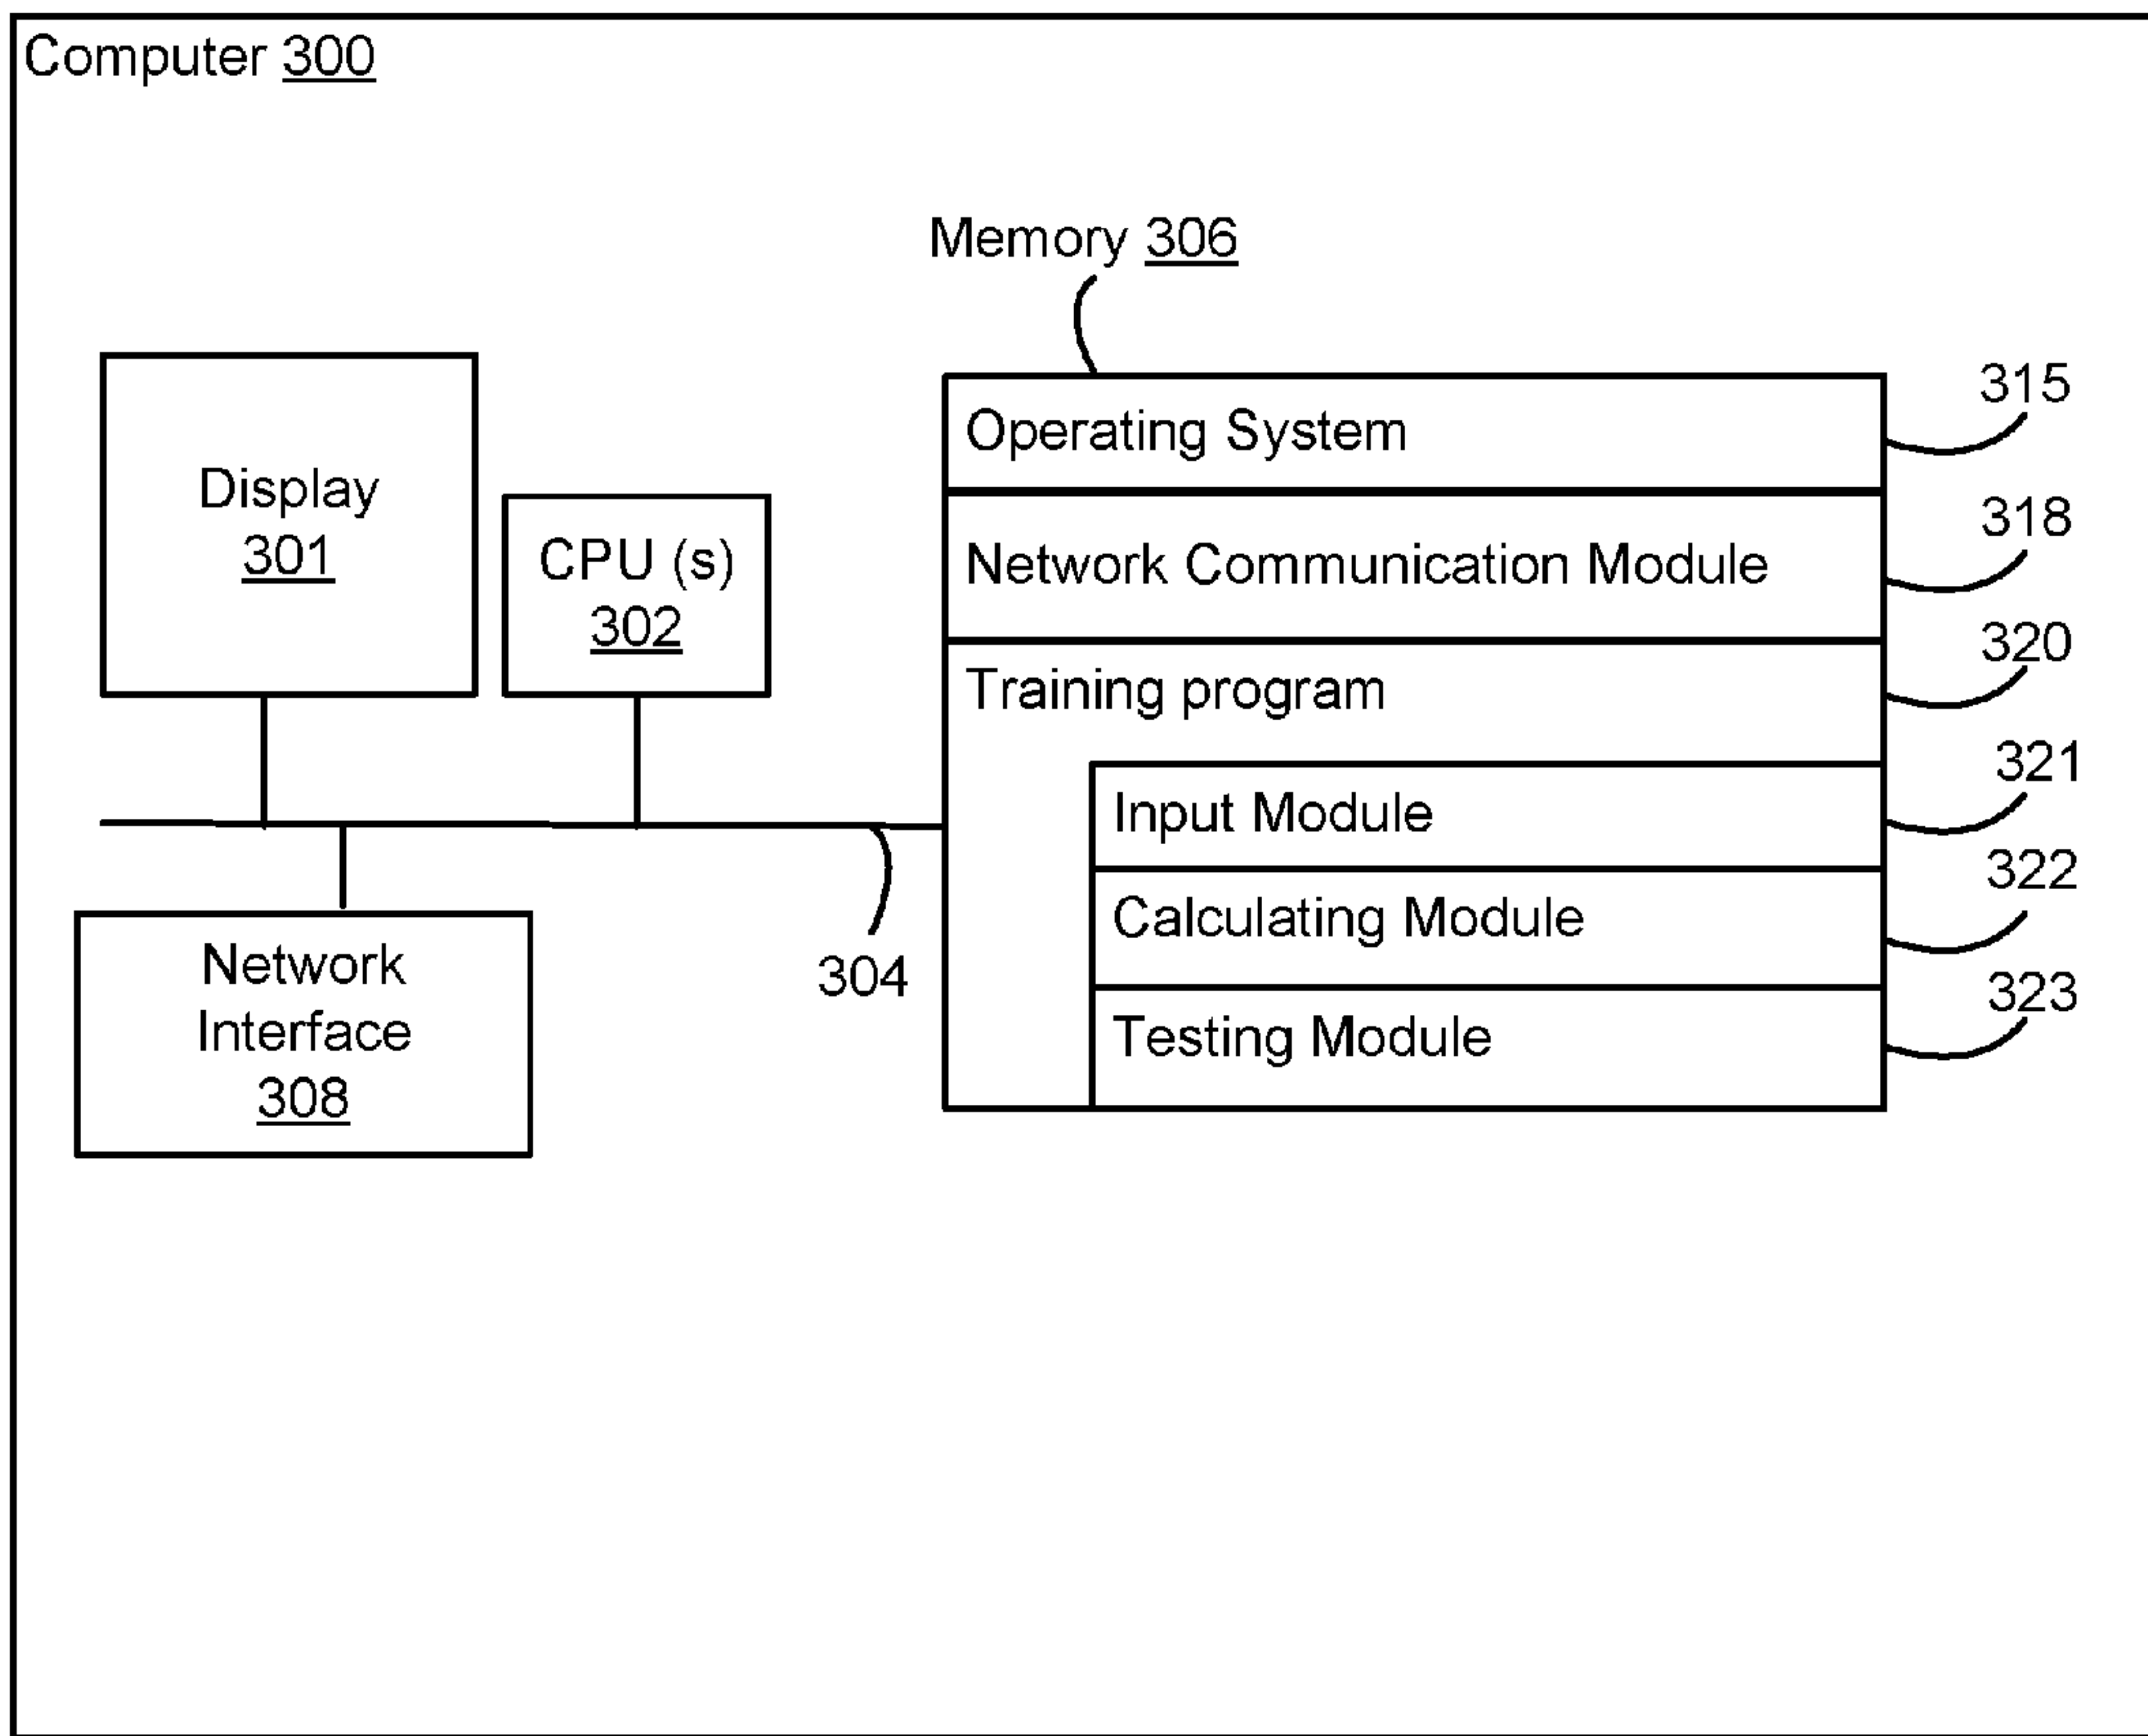 Computer 300
Memory 306
Display
301
CPU (s)
302
Network
Interface
308
304
Operating System
315
Network Communication Module
318
Training program
320
Input Module
321
Calculating Module
322
Testing Module
323